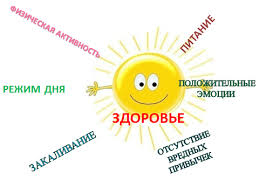 ФИЗИЧЕСКАЯ АКТИВНОСТЬ
ПИТАНИЕ
РЕЖИМ ДНЯ
ПОЛОЖИТЕЛЬНЫЕ
ЭМОЦИИ
ЗДОРОВЬЕ
ЗАКАЛИВАНИЕ
ОТСУТСТВИЕ
ВРЕДНЫХ
ПРИВЫЧЕК